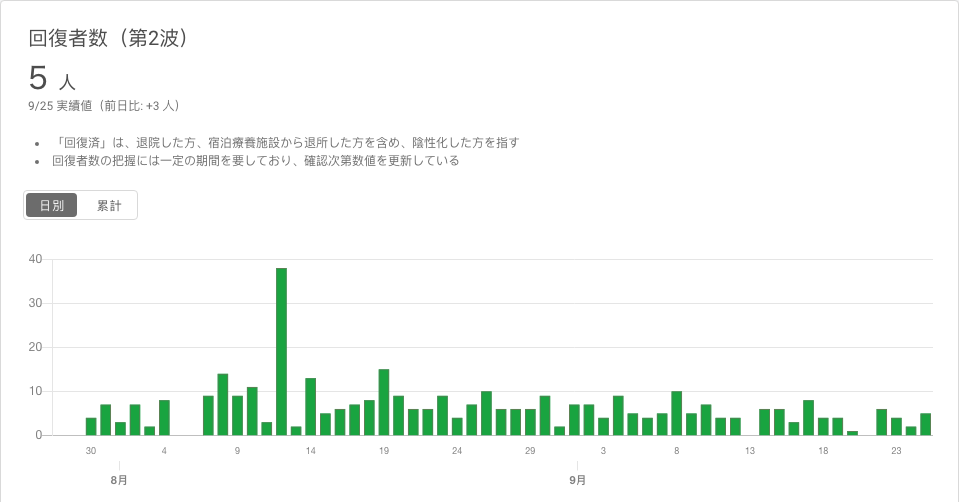 回復者数（第2波）
5 人
9/25 実績値（前日比: +3 人）
• 「回復済」は、退院した方、宿泊療養施設から退所した方を含め、陰性化した方を指す
• 回復者数の把握には一定の期間を要しており、確認次第数値を更新している
日別 累計
40
30
20
10
0
30 4 9 14 19 24 29 3 8 13 18 23
8月 9月